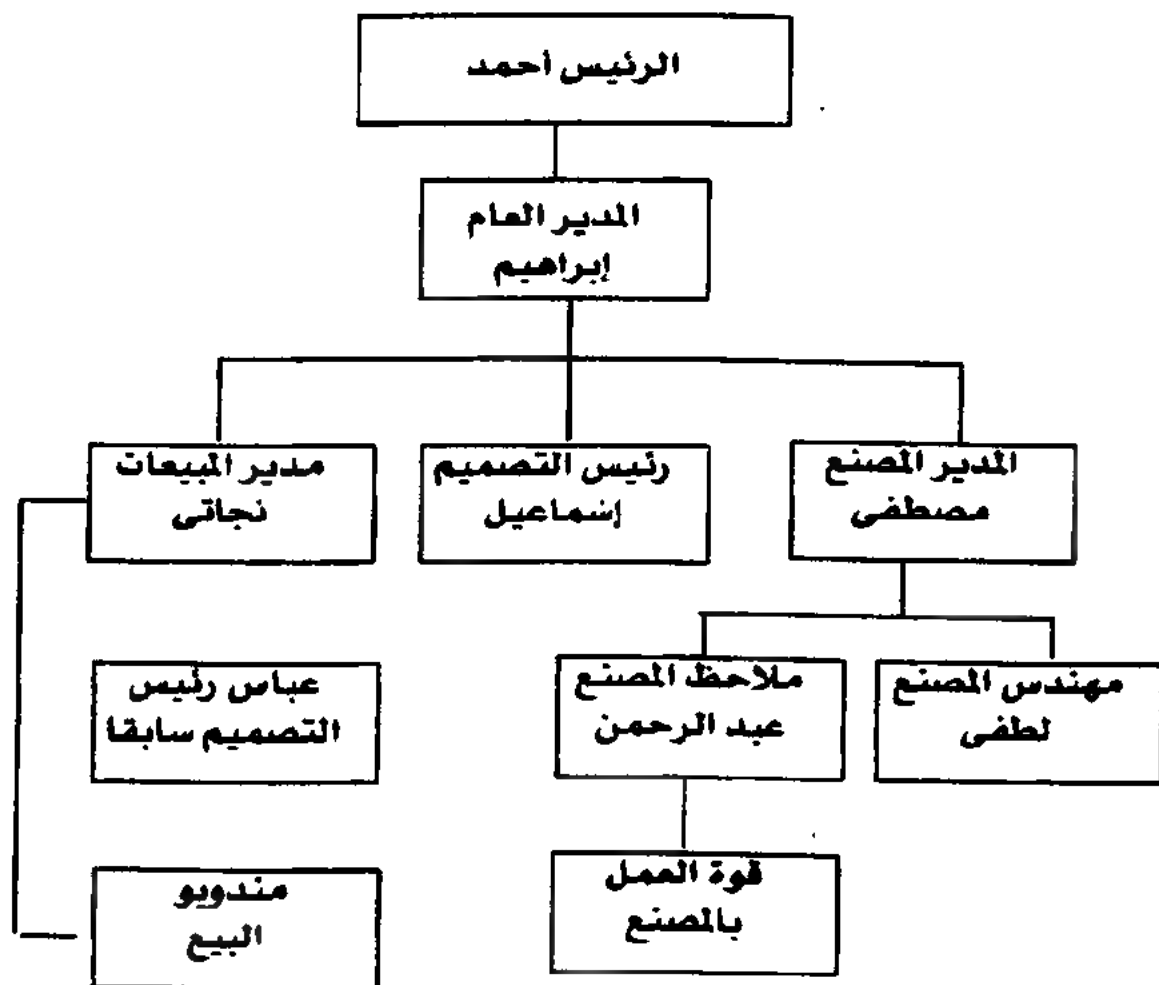 الرئيس أحمد
المدير العام
إبراهيم
المدير المصنع
مصطفى
رئيس التصميم
إشماعيل
مدير المبيعات
نجاتى
مهندس المصنع
لطفى
ملاحظ المصنع
عبد الرحمن
عباس رئيس
التصميم سابقا
قوة العمل
بالمصنع
مندوبو
البيع